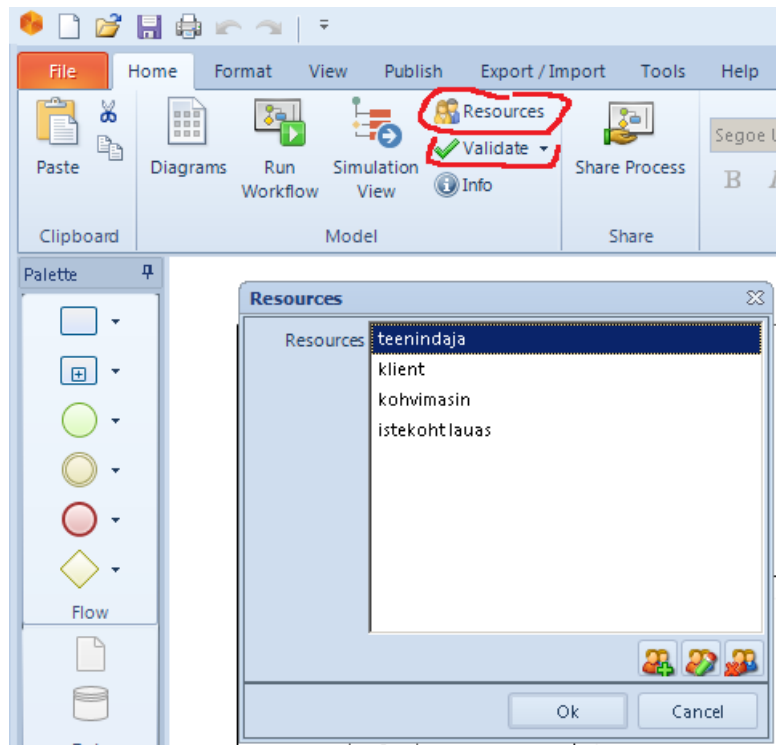 File Home Format View Publish Export / Import Tools Help
Resources
Validate
Info
Paste Diagrams Run Workflow Simulation View Share Process
Segoe
B
Clipboard Model Share
Palette
Resources
Resources
teenindaja
klient
kohvimasin
istekoht lauas
Flow
Ok Cancel